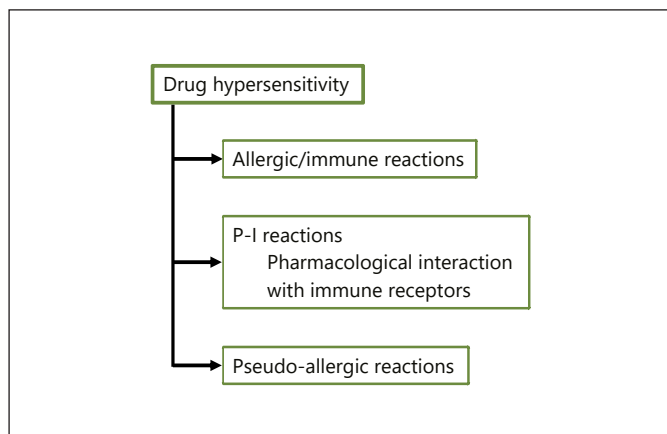 Drug hypersensitivity
Allergic/immune reactions
P-I reactions
Pharmacological interaction
with immune receptors
Pseudo-allergic reactions